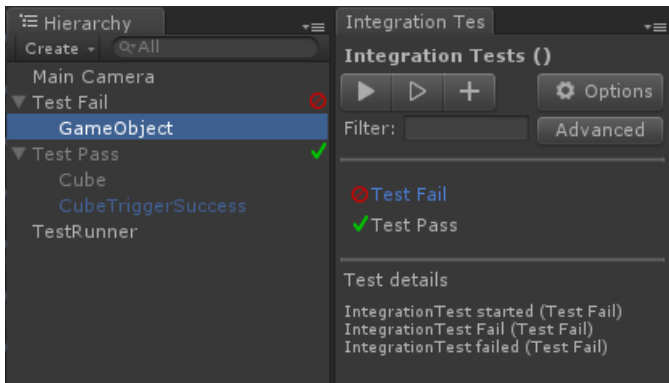 Hierarchy
Create
All
Main Camera
Test Fail
GameObject
Test Pass
Cube
CubeTriggerSuccess
TestRunner
Integration Tes
Integration Tests ()
Options
Filter:
Advanced
Test Fail
Test Pass
Test details
IntegrationTest started (Test Fail)
IntegrationTest Fail (Test Fail)
IntegrationTest failed (Test Fail)